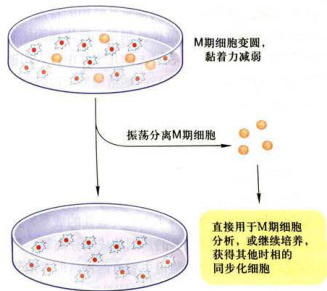 M期细胞变圆,
黏着力减弱
振荡分离M期细胞
直接用于M期细胞
分析，或继续培养，
获得其他时相的
同步化细胞